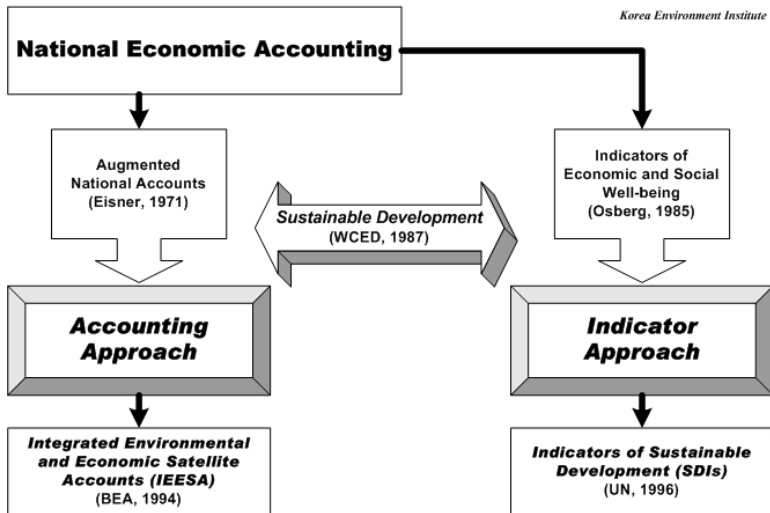 Korea Environment Institute
National Economic Accounting
Augmented
National Accounts
(Eisner, 1971)
Indicators of
Economic and Social
Well-being
(Osberg, 1985)
Sustainable Development
(WCED, 1987)
Accounting
Approach
Indicator
Approach
Integrated Environmental
and Economic Satellite
Accounts (IEESA)
(BEA, 1994)
Indicators of Sustainable
Development (SDIs)
(UN, 1996)